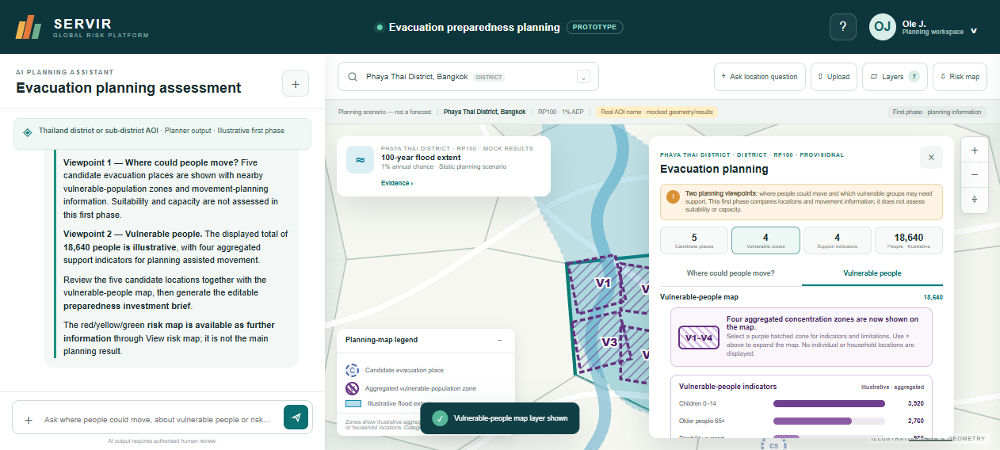 SERVIR
GLOBAL RISK PLATFORM
Evacuation preparedness planning
PROTOTYPE
?
OJ
Ole J.
Planning workspace
AI PLANNING ASSISTANT
Evacuation planning assessment
+
Phaya Thai District, Bangkok DISTRICT
Ask location question
Upload
Layers 7
Risk map
Planning scenario — not a forecast
Phaya Thai District, Bangkok
RP100 · 1% AEP
Real AOI name · mocked geometry/results
First phase · planning information
Thailand district or sub-district AOI · Planner output · Illustrative first phase
Viewpoint 1 — Where could people move? Five
candidate evacuation places are shown with nearby
vulnerable-population zones and movement-planning
information. Suitability and capacity are not assessed in
this first phase.
Viewpoint 2 — Vulnerable people. The displayed total of
18,640 people is illustrative, with four aggregated
support indicators for planning assisted movement.
Review the five candidate locations together with the
vulnerable-people map, then generate the editable
preparedness investment brief.
The red/yellow/green risk map is available as further
information through View risk map; it is not the main
planning result.
+
Ask where people could move, about vulnerable people or risk...
AI output requires authorised human review.
PHAYA THAI DISTRICT · RP100 · MOCK RESULTS
100-year flood extent
1% annual chance · Static planning scenario
Evidence ›
V1
V3
Planning-map legend
−
C
Candidate evacuation place
Aggregated vulnerable-population zone
Illustrative flood extent
Zones show illustrative aggreg
or household locations. Categ
Vulnerable-people map layer shown
PHAYA THAI DISTRICT · DISTRICT · RP100 · PROVISIONAL
Evacuation planning
×
!
Two planning viewpoints: where people could move and which vulnerable groups may need
support. This first phase compares locations and movement information; it does not assess
suitability or capacity.
5
Candidate places
4
Vulnerable zones
4
Support indicators
18,640
People · Illustrative
Where could people move?
Vulnerable people
Vulnerable-people map
18,640
V1–V4
Four aggregated concentration zones are now shown on
the map.
Select a purple hatched zone for indicators and limitations. Use ×
above to expand the map. No individual or household locations are
displayed.
Vulnerable-people indicators
Illustrative · aggregated
Children 0–14
3,920
Older people 65+
2,760
Disability support
980
C5
+
−